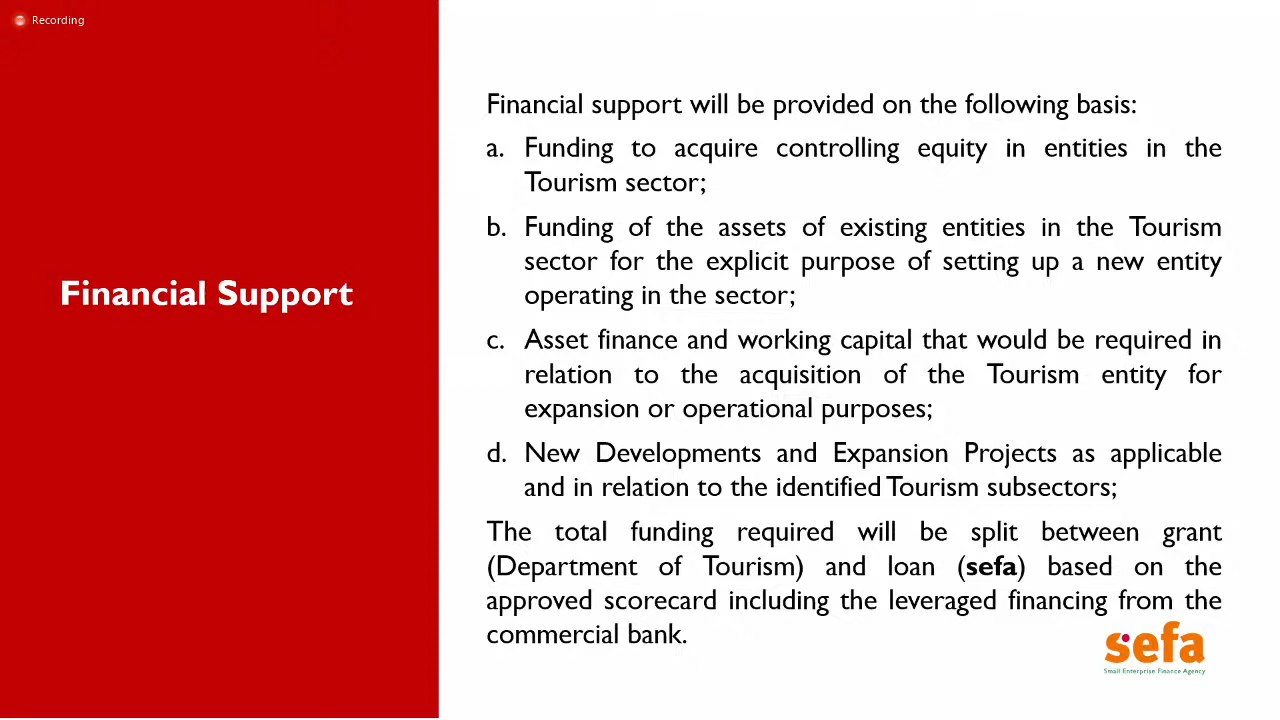 Recording
Financial Support
Financial support will be provided on the following basis:
a. Funding to acquire controlling equity in entities in the
Tourism sector;
b. Funding of the assets of existing entities in the Tourism
sector for the explicit purpose of setting up a new entity
operating in the sector;
c. Asset finance and working capital that would be required in
relation to the acquisition of the Tourism entity for
expansion or operational purposes;
d. New Developments and Expansion Projects as applicable
and in relation to the identified Tourism subsectors;
The total funding required will be split between grant
(Department of Tourism) and loan (sefa) based on the
approved scorecard including the leveraged financing from the
commercial bank.
sefa
Small Enterprise Finance Agency